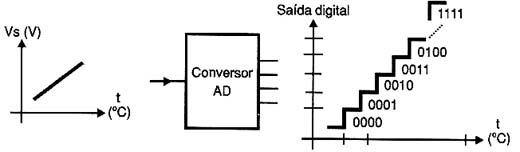 Vs (V)
t
(ºC)
Conversor
AD
Saída digital
1111
0100
0011
0010
0001
0000
t
(ºC)